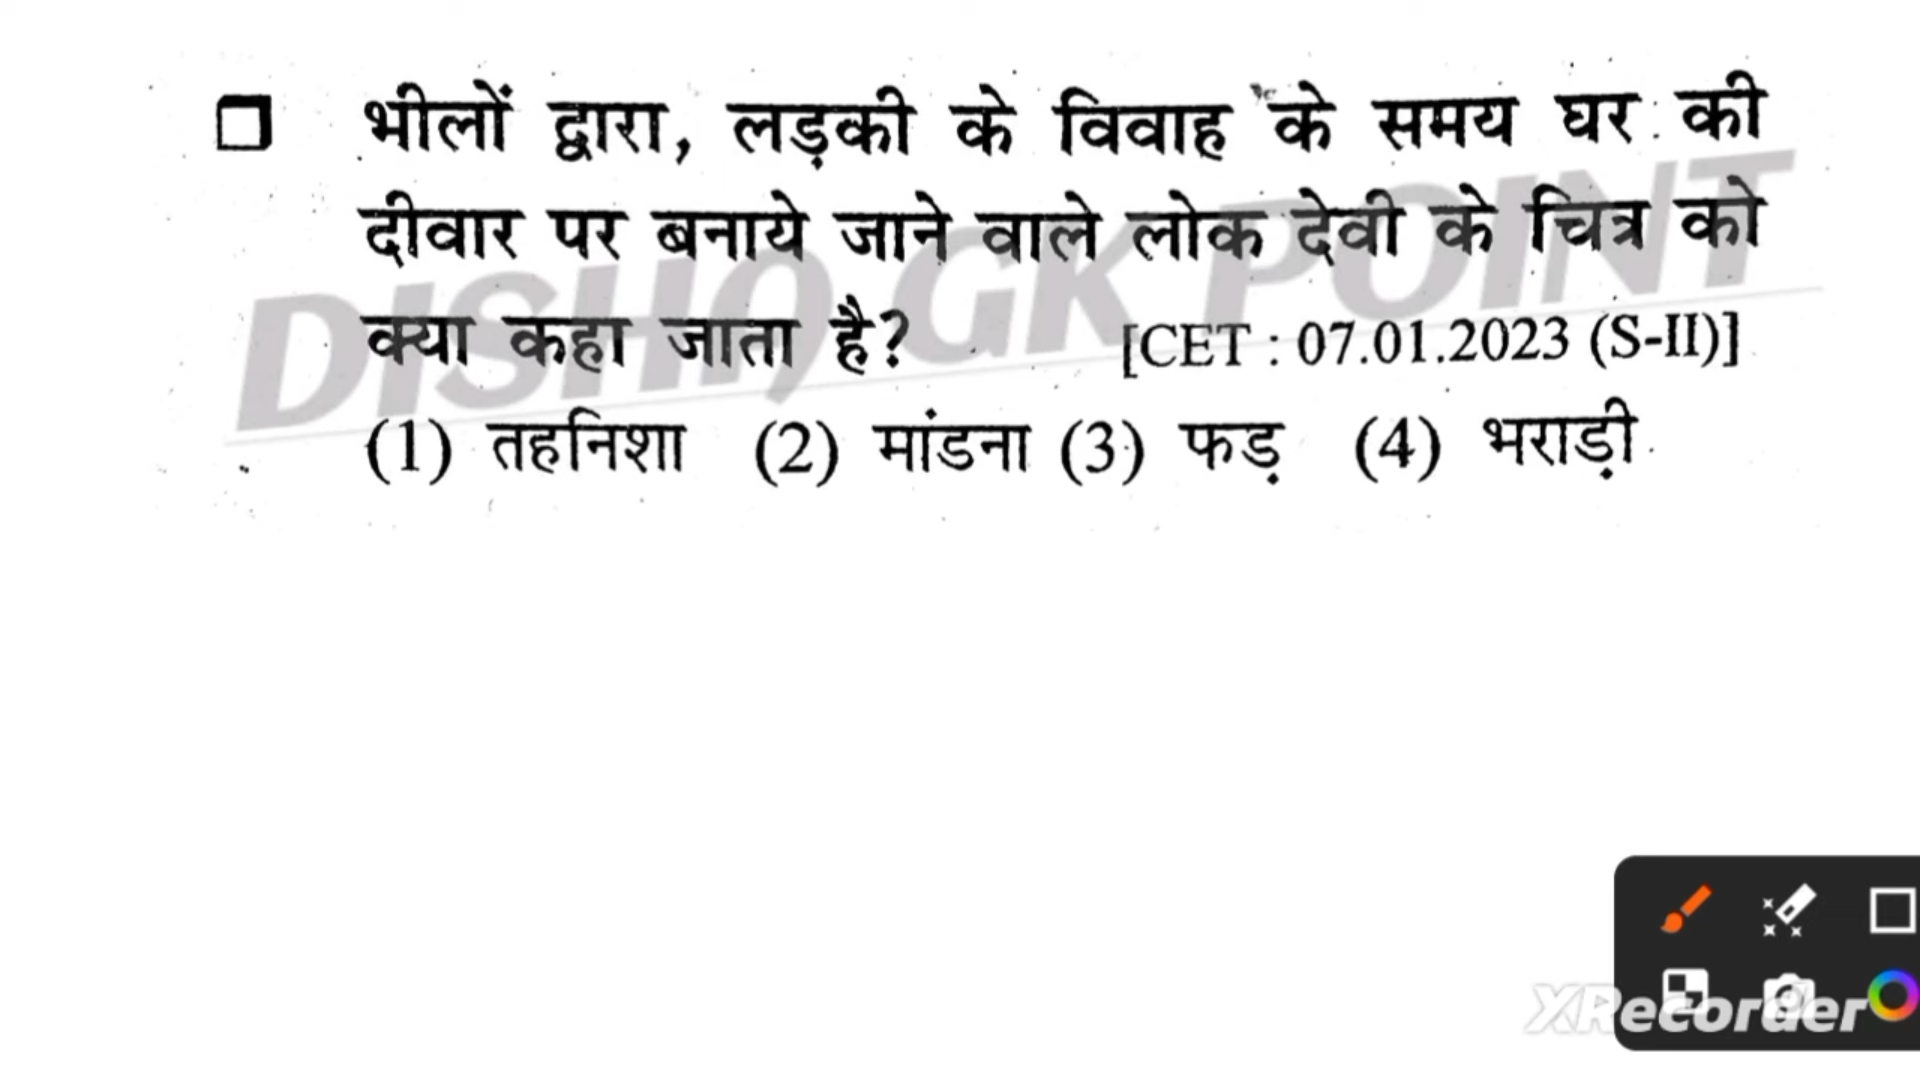 भीलों द्वारा, लड़की के विवाह के समय घर की
दीवार पर बनाये जाने वाले लोक देवी के चित्र को
क्या कहा जाता है? [CET : 07.01.2023 (S-II)]
(1) तहनिशा (2) मांडना (3) फड़ (4) भराड़ी
DISHA GK POINT
XRecorder